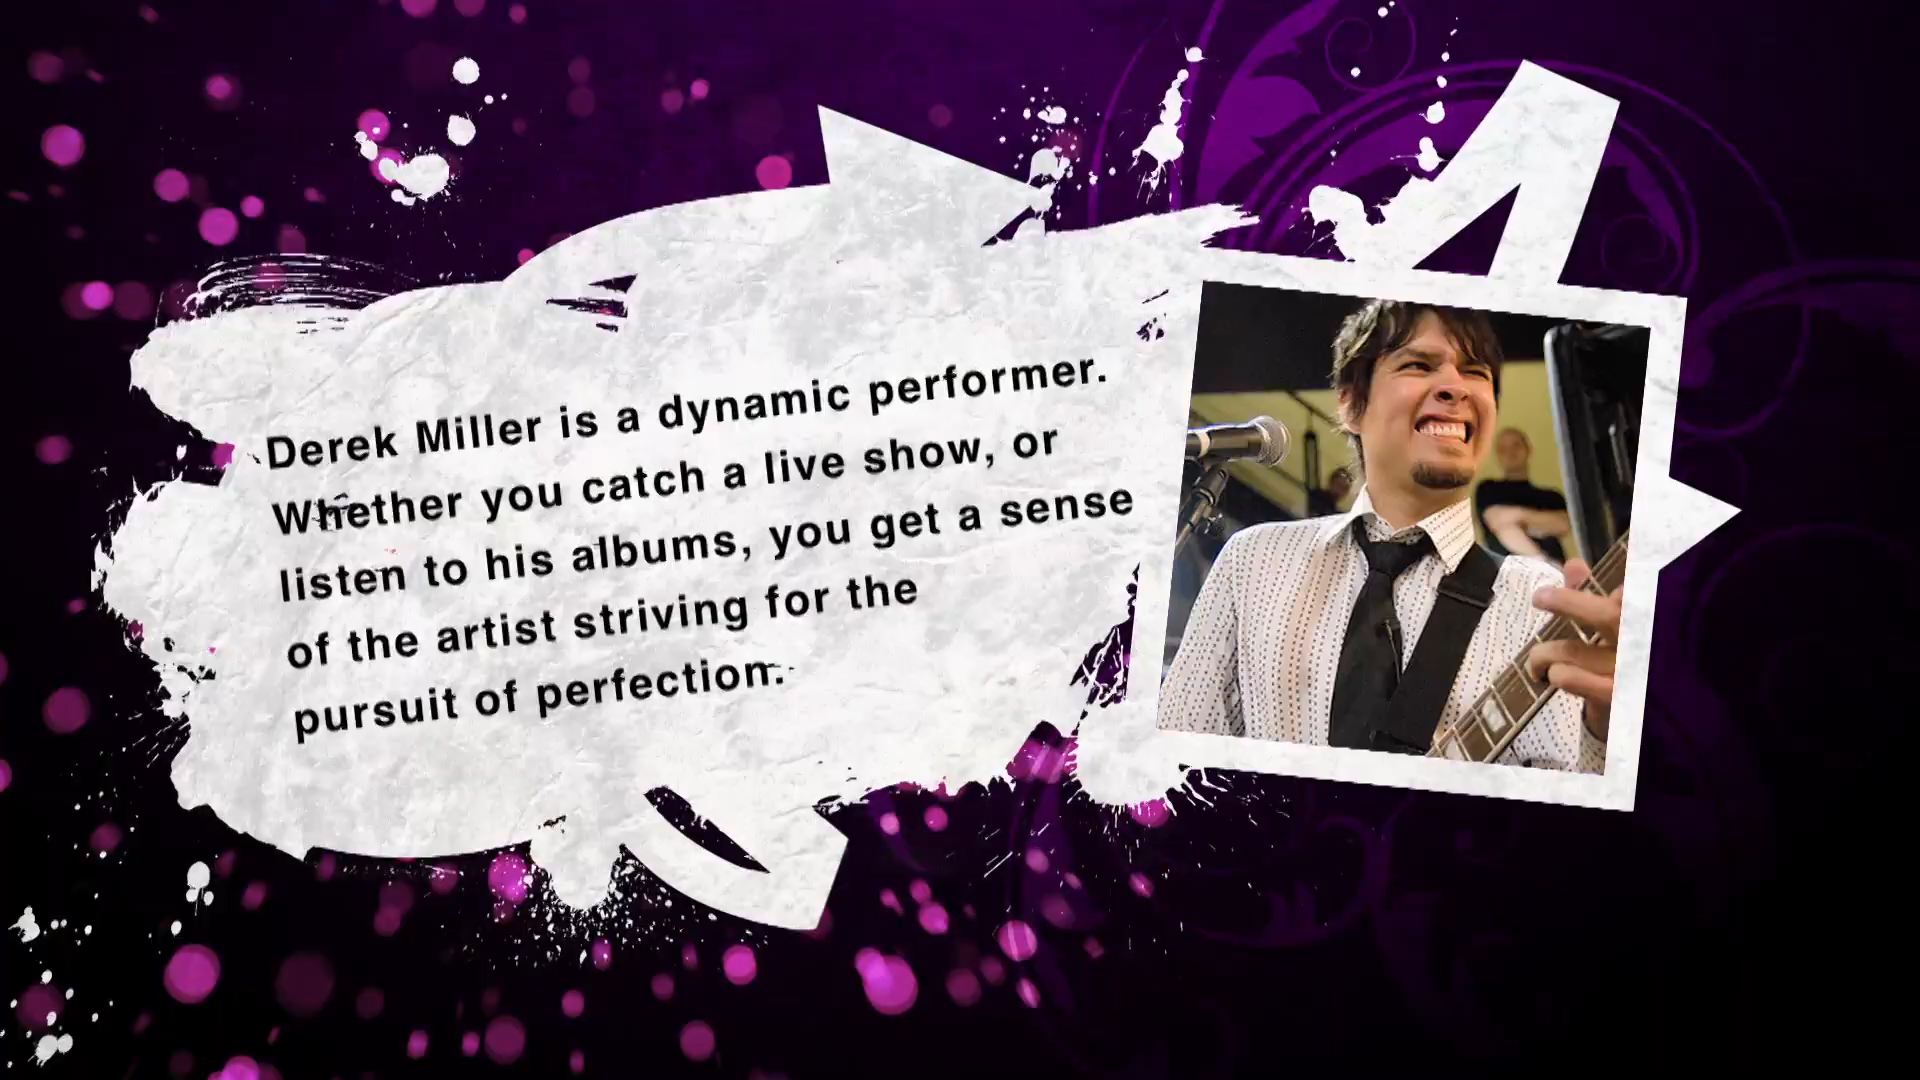 Derek Miller is a dynamic performer.
Whether you catch a live show, or
listen to his albums, you get a sense
of the artist striving for the
pursuit of perfection.